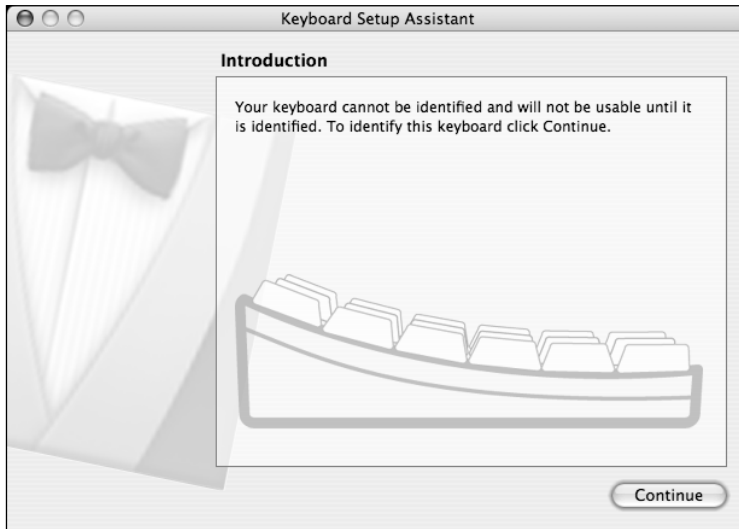 Keyboard Setup Assistant
Introduction
Your keyboard cannot be identified and will not be usable until it
is identified. To identify this keyboard click Continue.
Continue